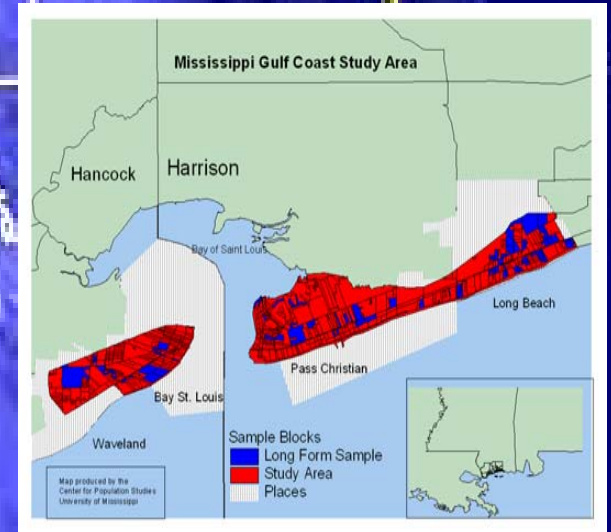 Mississippi Gulf Coast Study Area
Hancock
Harrison
Bay of Saint Louis
Long Beach
Pass Christian
Bay St. Louis
Waveland
Sample Blocks
Long Form Sample
Study Area
Places
Map produced by the
Center for Population Studies
University of Mississippi